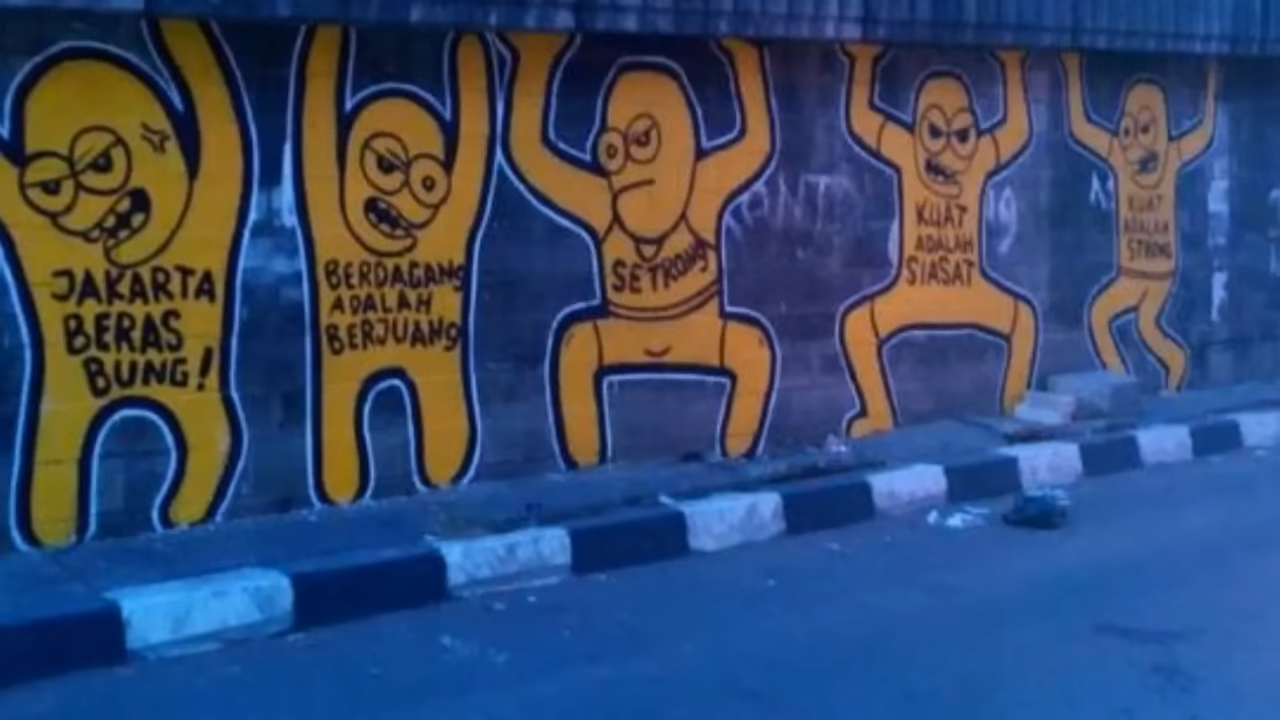 JAKARTA
BERAS
BUNG!
BERDAGANG
ADALAH
BERJUANG
SETRONG
KUAT
ADALAH
SIASAT
KUAT
ADALAH
STRONG